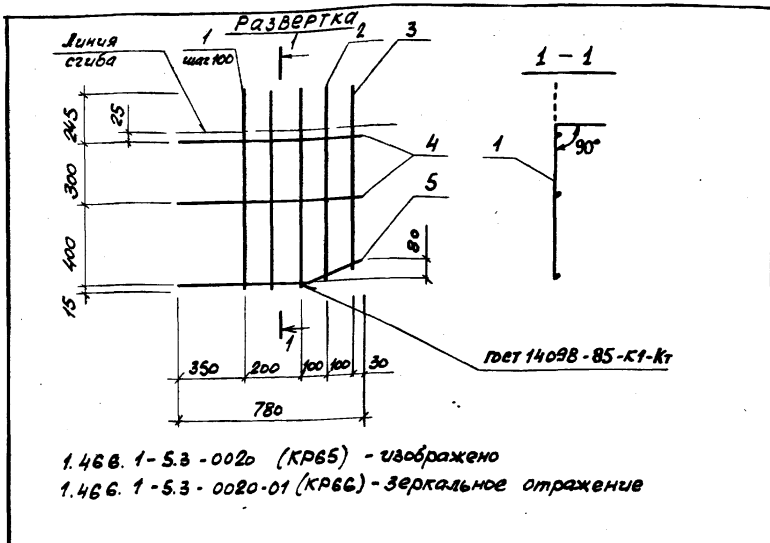 Развертка
Линия
сгиба
1
шаг 100
1
2
3
1 - 1
25
245
300
400
15
4
5
80
1
90°
1
гост 14098-85-К1-Кт
350 200 100 100 30
780
1.466.1-5.3-0020 (КР65) - изображено
1.466.1-5.3-0020-01 (КР66) - зеркальное отражение